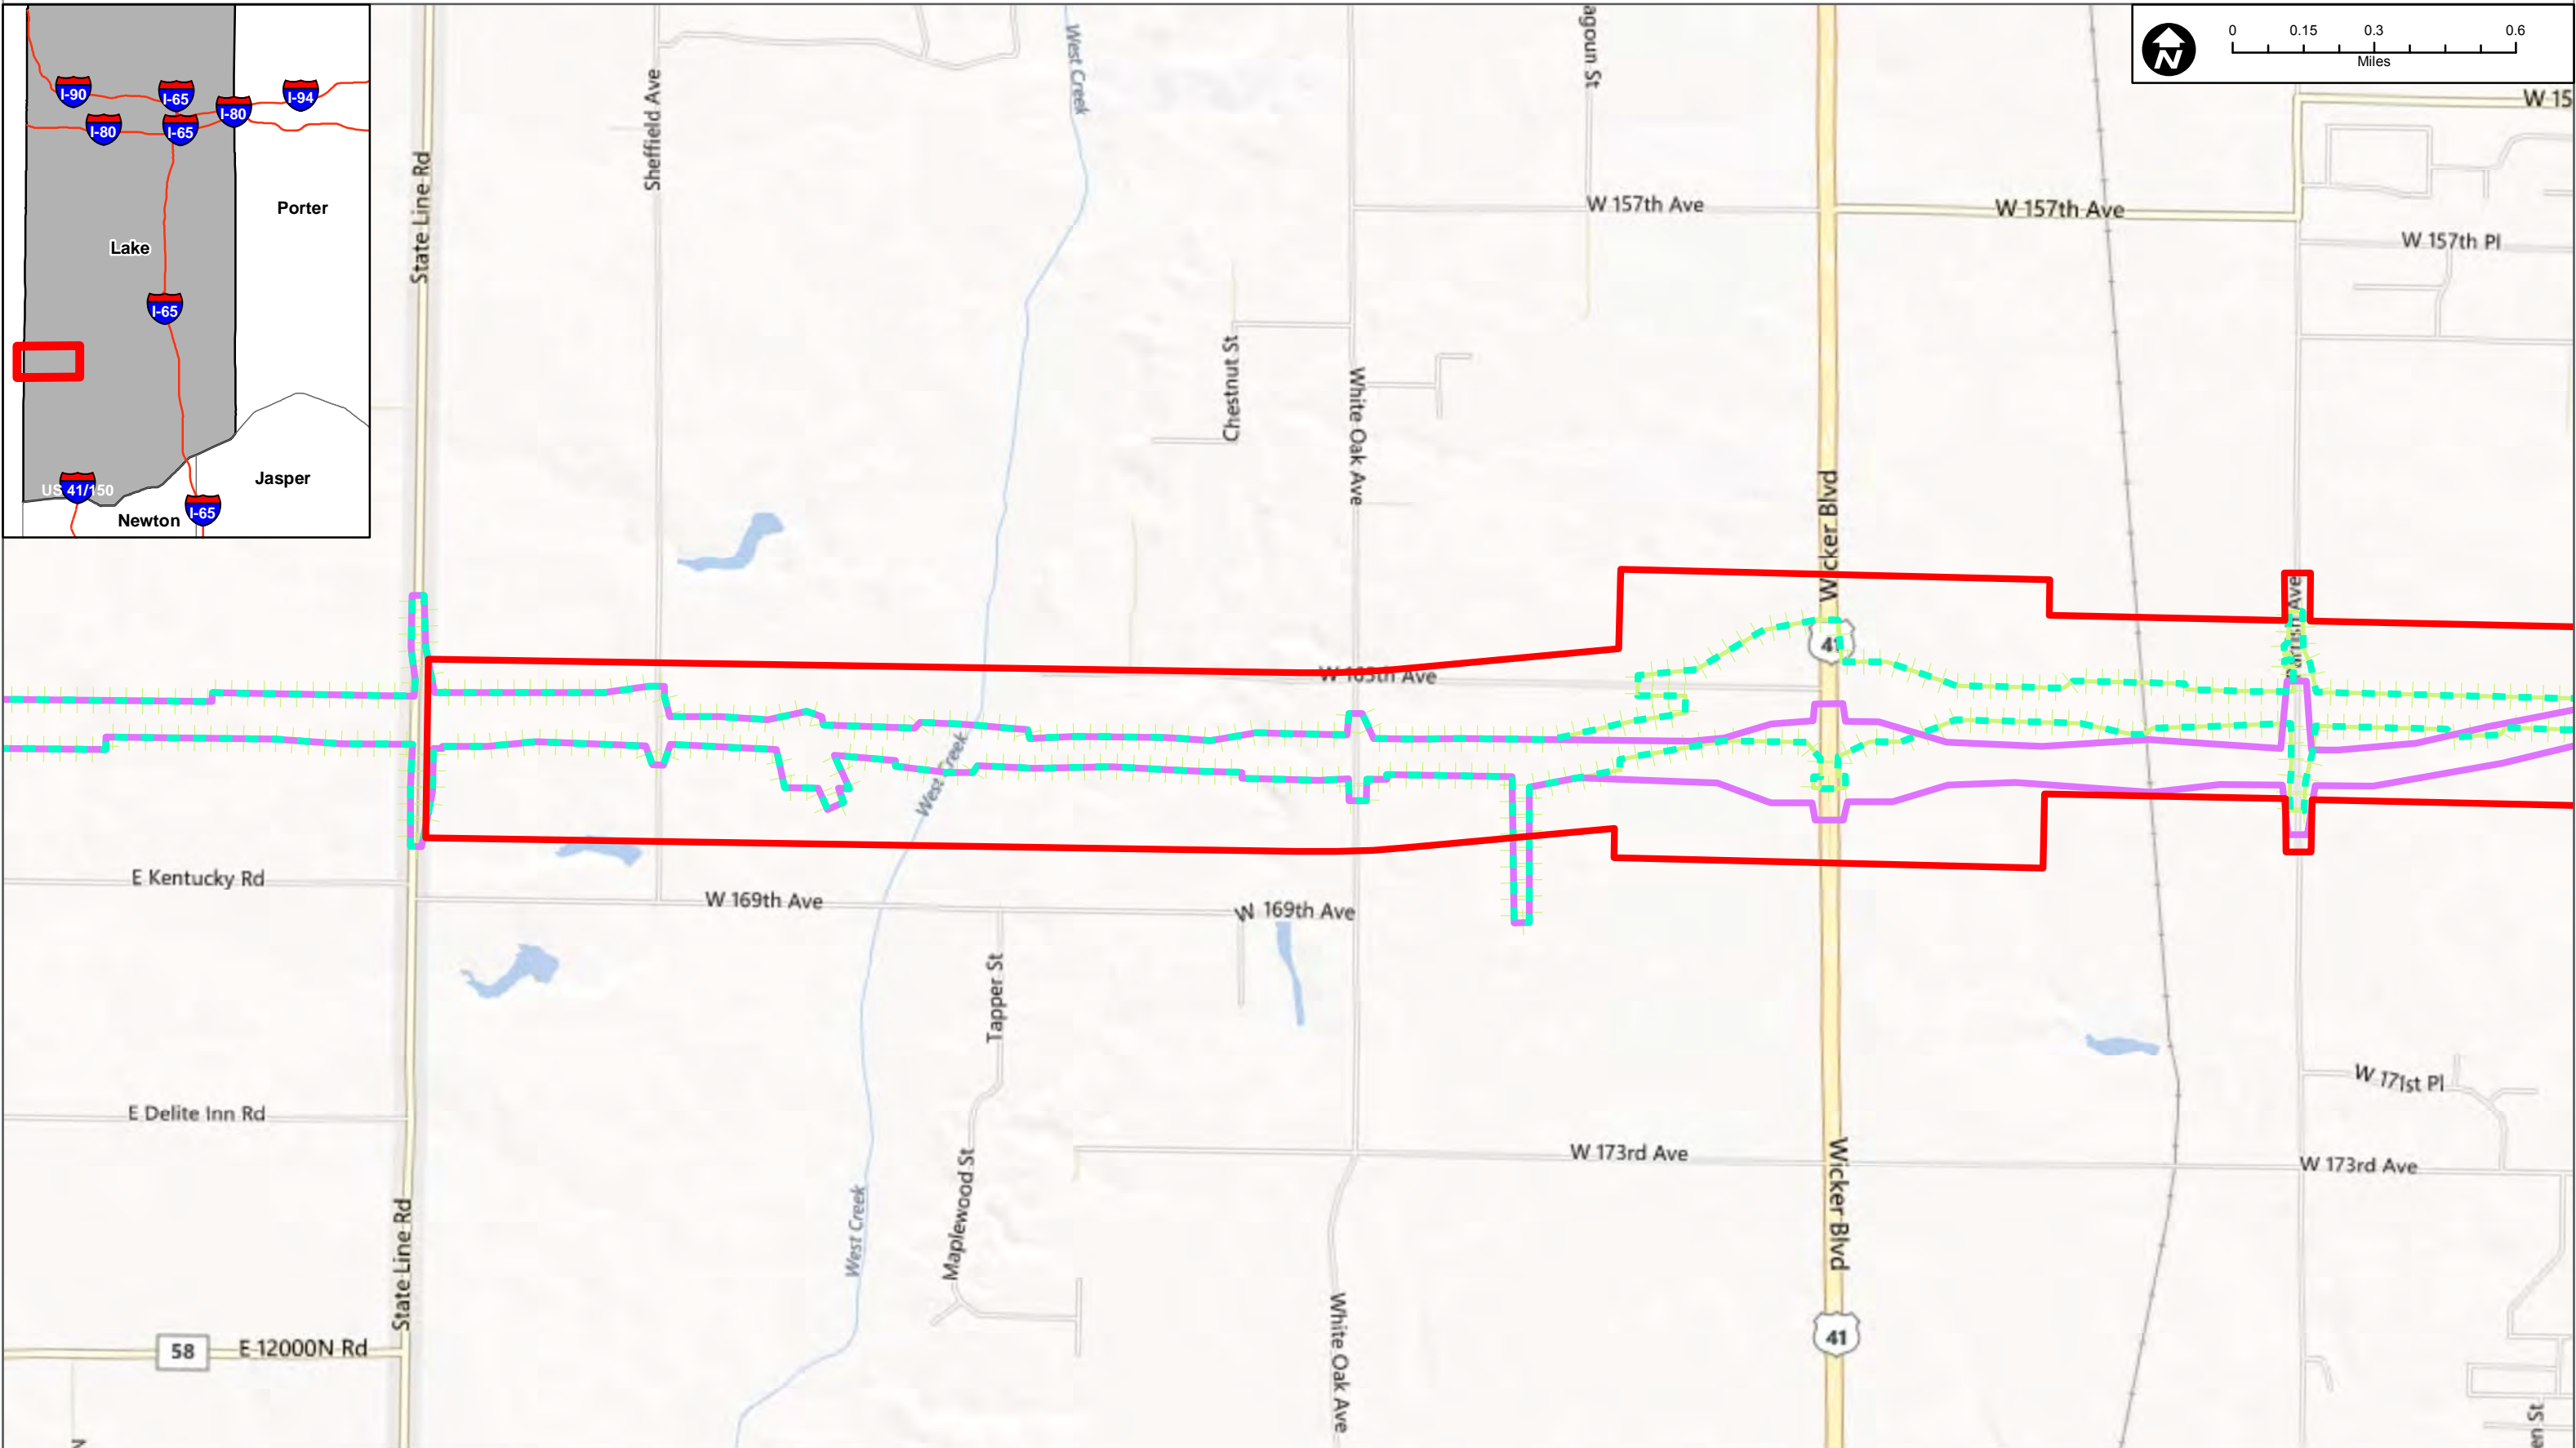 I-90
I-65
I-80
I-94
I-80
I-65
Porter
Lake
I-65
US 41/150
Jasper
Newton
I-65
0 0.15 0.3 0.6
Miles
N
State Line Rd
Sheffield Ave
West Creek
W 157th Ave
W 157th Ave
W 157th Pl
Chestnut St
White Oak Ave
Wicker Blvd
41
West Creek
E Kentucky Rd
W 169th Ave
W 169th Ave
Tapper St
E Delite Inn Rd
W 171st Pl
W 173rd Ave
W 173rd Ave
Maplewood St
West Creek
State Line Rd
Wicker Blvd
White Oak Ave
41
58
E 12000N Rd